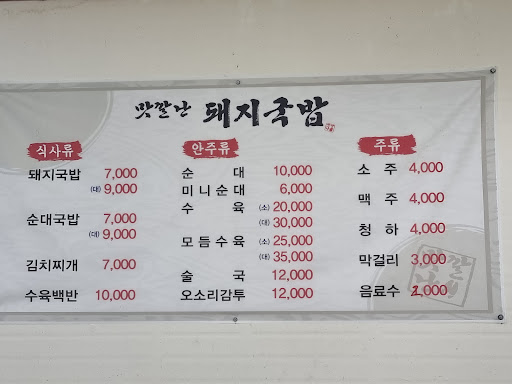 맛깔난 돼지국밥
식사류
돼지국밥 7,000
(대) 9,000
순대국밥 7,000
(대) 9,000
김치찌개 7,000
수육백반 10,000
안주류
순대 10,000
미니순대 6,000
수육 (소) 20,000
(대) 30,000
모듬수육 (소) 25,000
(대) 35,000
술국 12,000
오소리감투 12,000
주류
소주 4,000
맥주 4,000
청하 4,000
막걸리 3,000
음료수